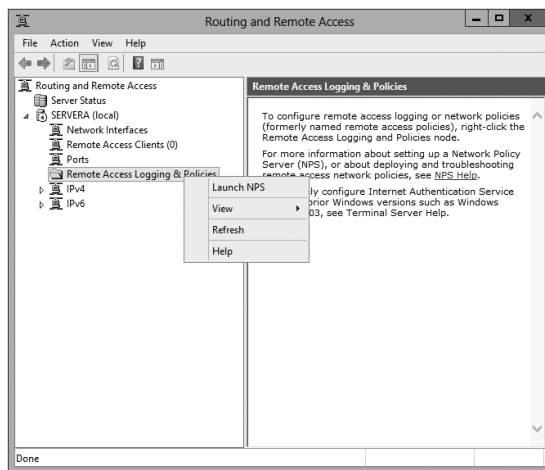 Routing and Remote Access
File Action View Help
Routing and Remote Access
Server Status
SERVERA (local)
Network Interfaces
Remote Access Clients (0)
Ports
Remote Access Logging & Policies
IPv4
IPv6
Launch NPS
View
Refresh
Help
Remote Access Logging & Policies
To configure remote access logging or network policies
(formerly named remote access policies), right-click the
Remote Access Logging and Policies node.
For more information about setting up a Network Policy
Server (NPS), or about deploying and troubleshooting
remote access network policies, see NPS Help.
ly configure Internet Authentication Service
prior Windows versions such as Windows
03, see Terminal Server Help.
Done